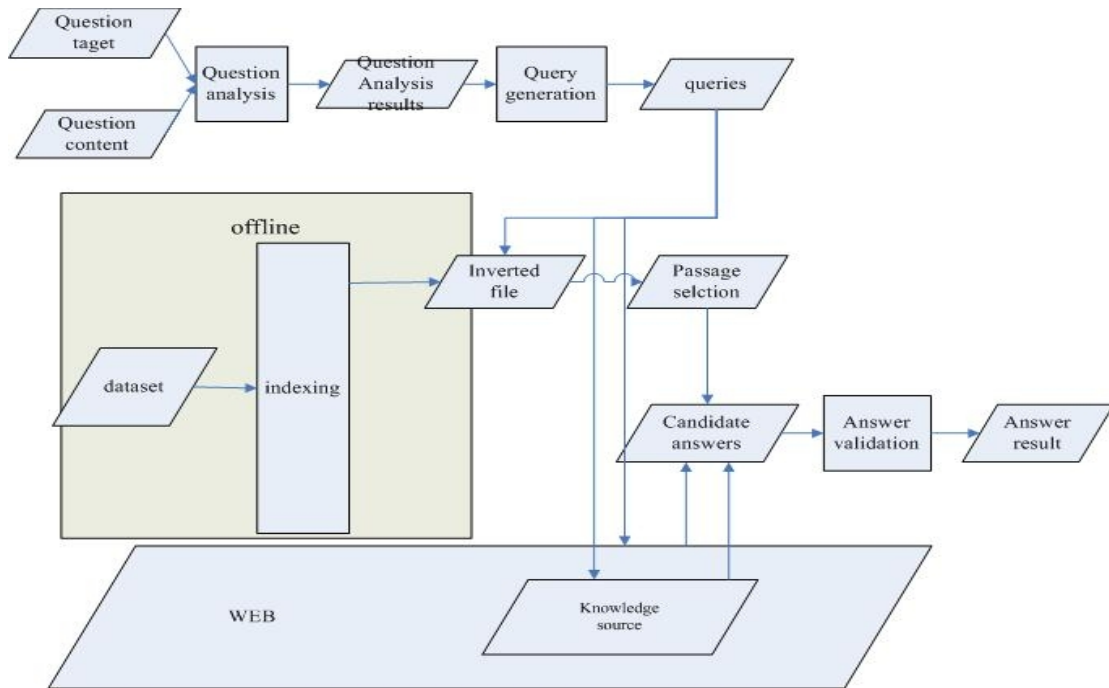 Question
taget
Question
analysis
Question
Analysis
results
Query
generation
queries
Question
content
offline
Inverted
file
Passage
selction
dataset
indexing
Candidate
answers
Answer
validation
Answer
result
WEB
Knowledge
source